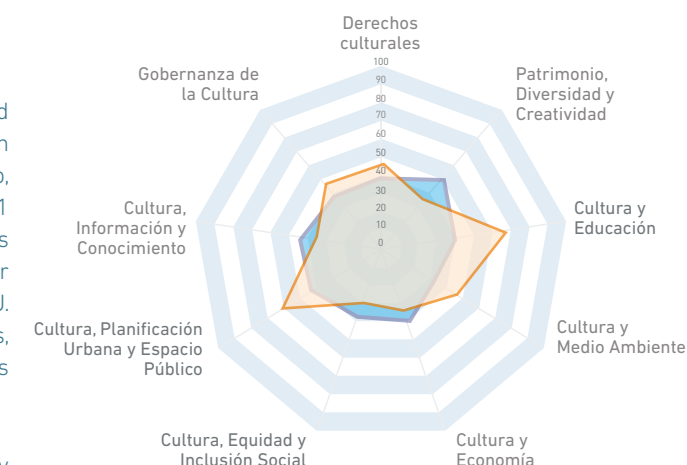 Derechos
culturales
Gobernanza de
la Cultura
Patrimonio,
Diversidad y
Creatividad
100
90
80
70
60
50
40
30
20
10
0
Cultura,
Información y
Conocimiento
Cultura y
Educación
Cultura, Planificación
Urbana y Espacio
Público
Cultura y
Medio Ambiente
Cultura, Equidad y
Inclusión Social
Cultura y
Economía
d
n
o,
1
s
r
J.
s,
s
y